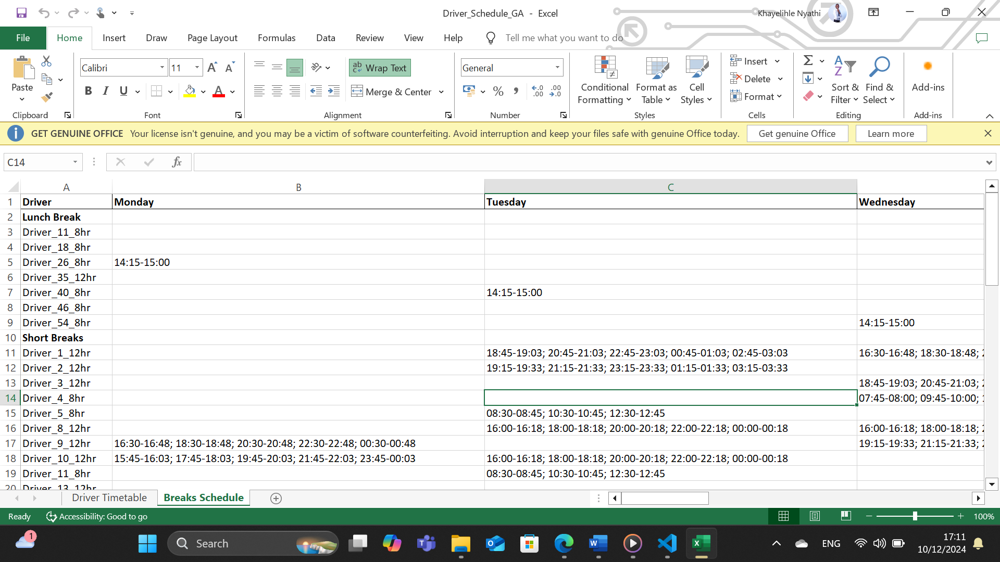 Driver_Schedule_GA - Excel
Khayelihle Nyathi
File Home Insert Draw Page Layout Formulas Data Review View Help Tell me what you want to do
Paste
Clipboard
Calibri 11
A A
B I U A
Font
ab
c
Wrap Text
Merge & Center
Alignment
General
% , .0 .00 .00 .0
Number
Conditional Formatting
Format as Table
Cell Styles
Styles
Insert
Delete
Format
Cells
Sort & Filter
Find & Select
Editing
Add-ins
Add-ins
GET GENUINE OFFICE Your license isn't genuine, and you may be a victim of software counterfeiting. Avoid interruption and keep your files safe with genuine Office today. Get genuine Office Learn more
C14 fx
A B C
1 Driver Monday Tuesday Wednesday
2 Lunch Break
3 Driver_11_8hr
4 Driver_18_8hr
5 Driver_26_8hr 14:15-15:00
6 Driver_35_12hr
7 Driver_40_8hr 14:15-15:00
8 Driver_46_8hr
9 Driver_54_8hr 14:15-15:00
10 Short Breaks
11 Driver_1_12hr 18:45-19:03; 20:45-21:03; 22:45-23:03; 00:45-01:03; 02:45-03:03 16:30-16:48; 18:30-18:48;
12 Driver_2_12hr 19:15-19:33; 21:15-21:33; 23:15-23:33; 01:15-01:33; 03:15-03:33
13 Driver_3_12hr 18:45-19:03; 20:45-21:03;
14 Driver_4_8hr 07:45-08:00; 09:45-10:00;
15 Driver_5_8hr 08:30-08:45; 10:30-10:45; 12:30-12:45
16 Driver_8_12hr 16:00-16:18; 18:00-18:18; 20:00-20:18; 22:00-22:18; 00:00-00:18 16:00-16:18; 18:00-18:18;
17 Driver_9_12hr 16:30-16:48; 18:30-18:48; 20:30-20:48; 22:30-22:48; 00:30-00:48 19:15-19:33; 21:15-21:33;
18 Driver_10_12hr 15:45-16:03; 17:45-18:03; 19:45-20:03; 21:45-22:03; 23:45-00:03 16:00-16:18; 18:00-18:18; 20:00-20:18; 22:00-22:18; 00:00-00:18
19 Driver_11_8hr 08:30-08:45; 10:30-10:45; 12:30-12:45
20 Driver_13_12hr
Driver Timetable Breaks Schedule
Ready Accessibility: Good to go 100%
1 Search ENG 17:11
10/12/2024